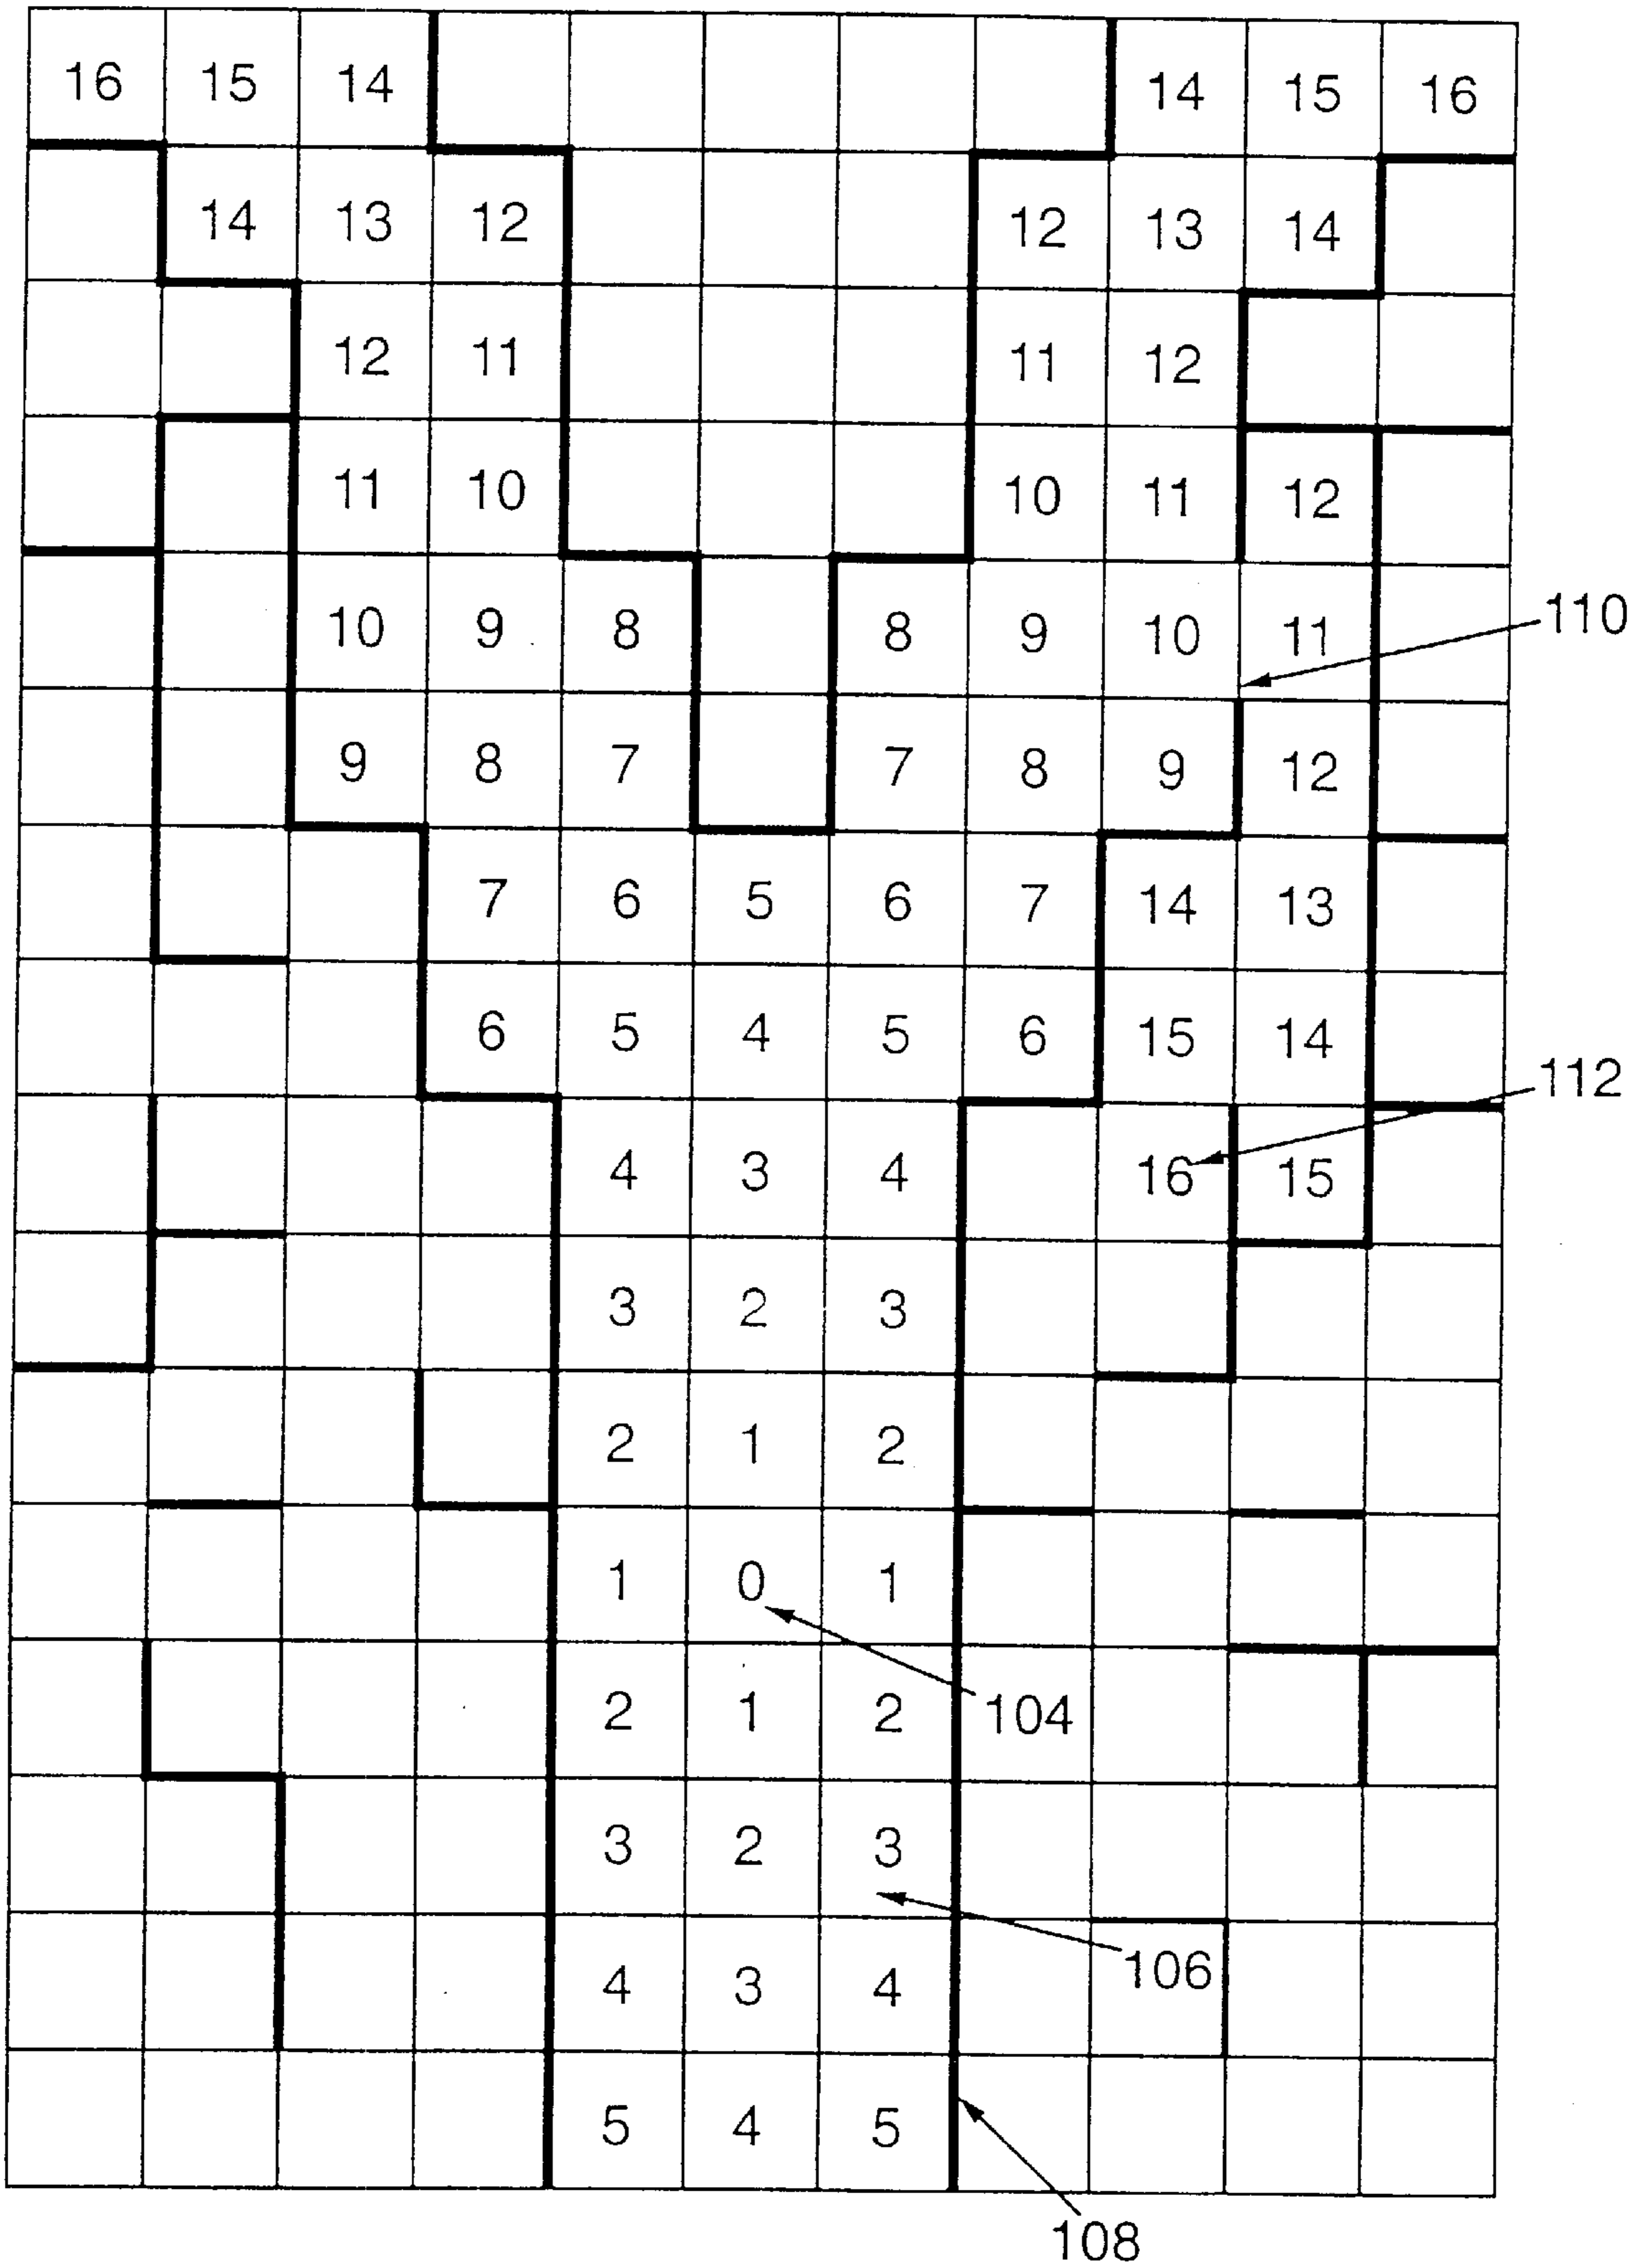 16 15 14 14 15 16
14 13 12 12 13 14
12 11 11 12
11 10 10 11 12
10 9 8 8 9 10 11
110
9 8 7 7 8 9 12
7 6 5 6 7 14 13
6 5 4 5 6 15 14
112
4 3 4 16 15
3 2 3
2 1 2
1 0 1
2 1 2 104
3 2 3
4 3 4 106
5 4 5
108